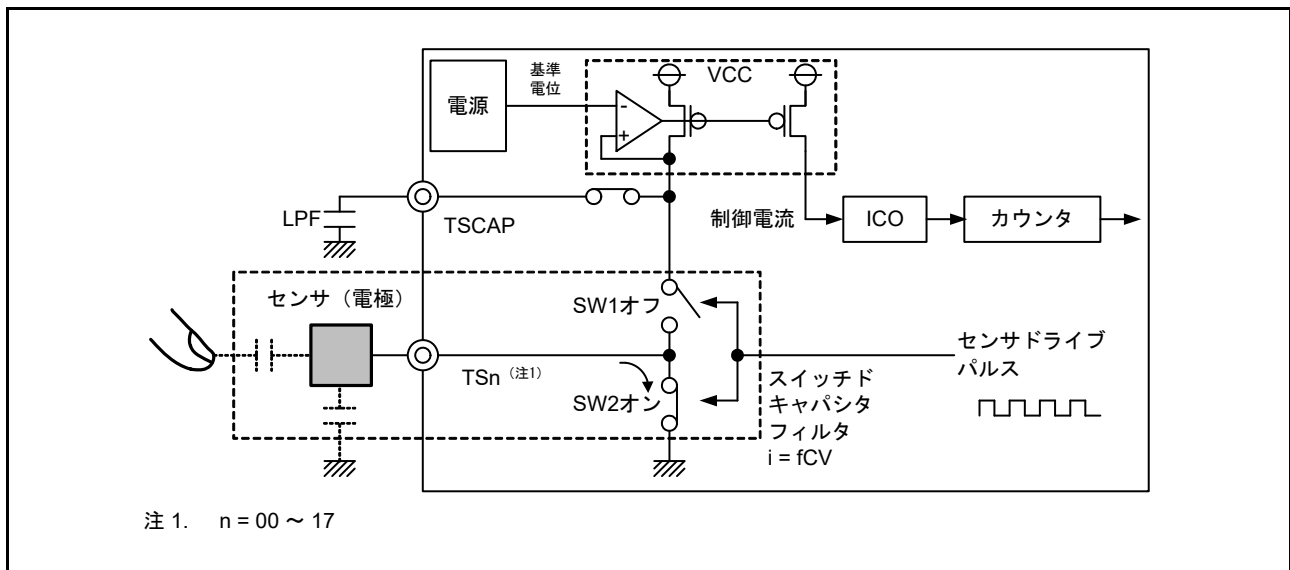 電源
基準
電位
VCC
-
+
LPF
TSCAP
制御電流
ICO
カウンタ
センサ（電極）
SW1オフ
TSn（注1）
SW2オン
スイッチド
キャパシタ
フィルタ
i = fCV
センサドライブ
パルス
注 1. n = 00 ～ 17